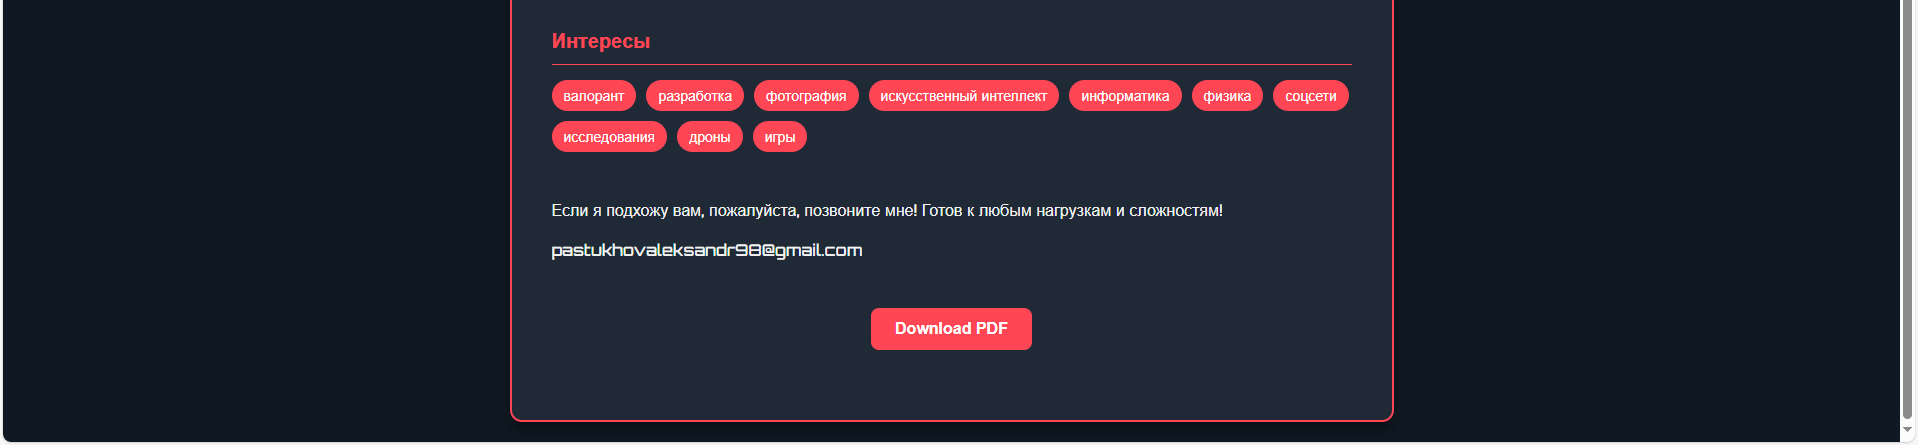 Интересы
валорант разработка фотография искусственный интеллект информатика физика соцсети
исследования дроны игры
Если я подхожу вам, пожалуйста, позвоните мне! Готов к любым нагрузкам и сложностям!
pastukhovaleksandr98@gmail.com
Download PDF